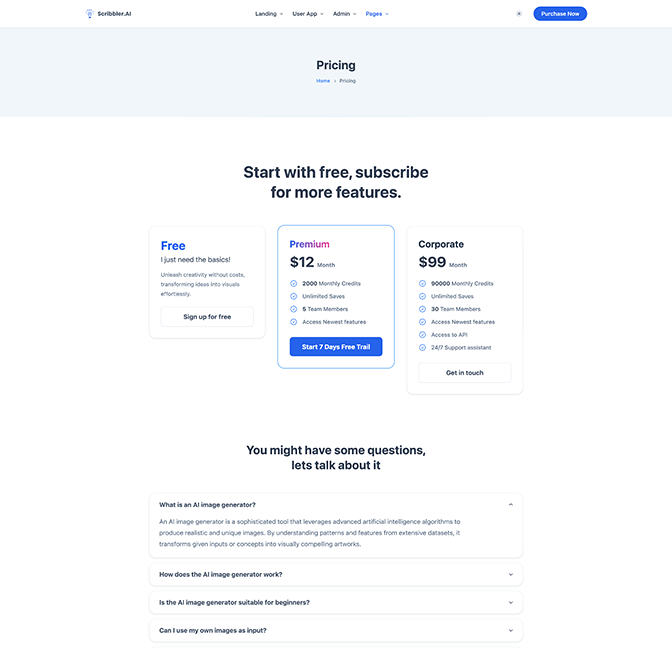 Scribbler.AI
Landing
User App
Admin
Pages
Purchase Now
Pricing
Home > Pricing
Start with free, subscribe
for more features.
Free
I just need the basics!
Unleash creativity without costs,
transforming ideas into visuals
effortlessly.
Sign up for free
Premium
$12 Month
2000 Monthly Credits
Unlimited Saves
5 Team Members
Access Newest features
Start 7 Days Free Trail
Corporate
$99 Month
90000 Monthly Credits
Unlimited Saves
30 Team Members
Access Newest features
Access to API
24/7 Support assistant
Get in touch
You might have some questions,
lets talk about it
What is an AI image generator?
An AI image generator is a sophisticated tool that leverages advanced artificial intelligence algorithms to
produce realistic and unique images. By understanding patterns and features from extensive datasets, it
transforms given inputs or concepts into visually compelling artworks.
How does the AI image generator work?
Is the AI image generator suitable for beginners?
Can I use my own images as input?